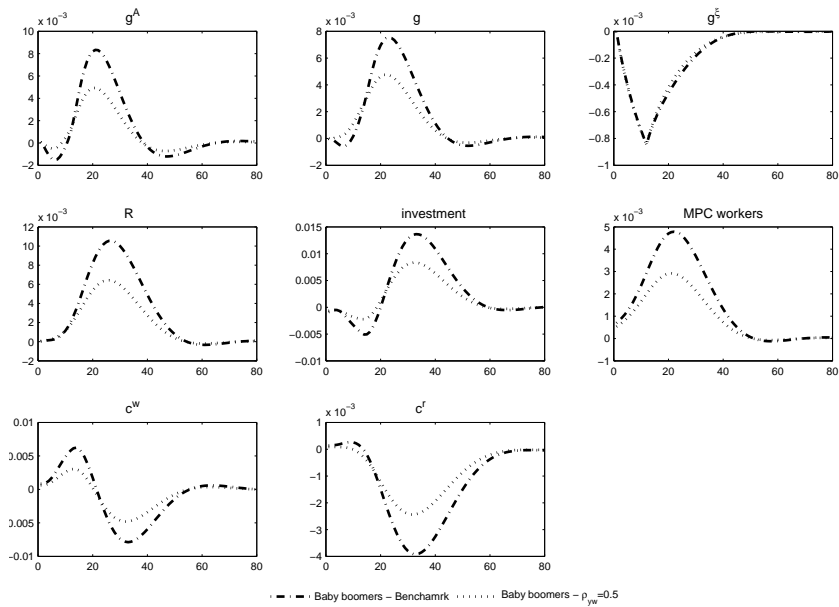 g^A
x 10^−3
10
8
6
4
2
0
−2
0 20 40 60 80
g
x 10^−3
8
6
4
2
0
−2
0 20 40 60 80
g^ξ
x 10^−3
0
−0.2
−0.4
−0.6
−0.8
−1
0 20 40 60 80
R
x 10^−3
12
10
8
6
4
2
0
−2
0 20 40 60 80
investment
0.015
0.01
0.005
0
−0.005
−0.01
0 20 40 60 80
MPC workers
x 10^−3
5
4
3
2
1
0
−1
0 20 40 60 80
c^w
0.01
0.005
0
0.005
−0.01
0 20 40 60 80
c^r
x 10^−3
1
0
−1
−2
−3
−4
0 20 40 60 80
Baby boomers − Benchamrk Baby boomers − ρ_yw=0.5